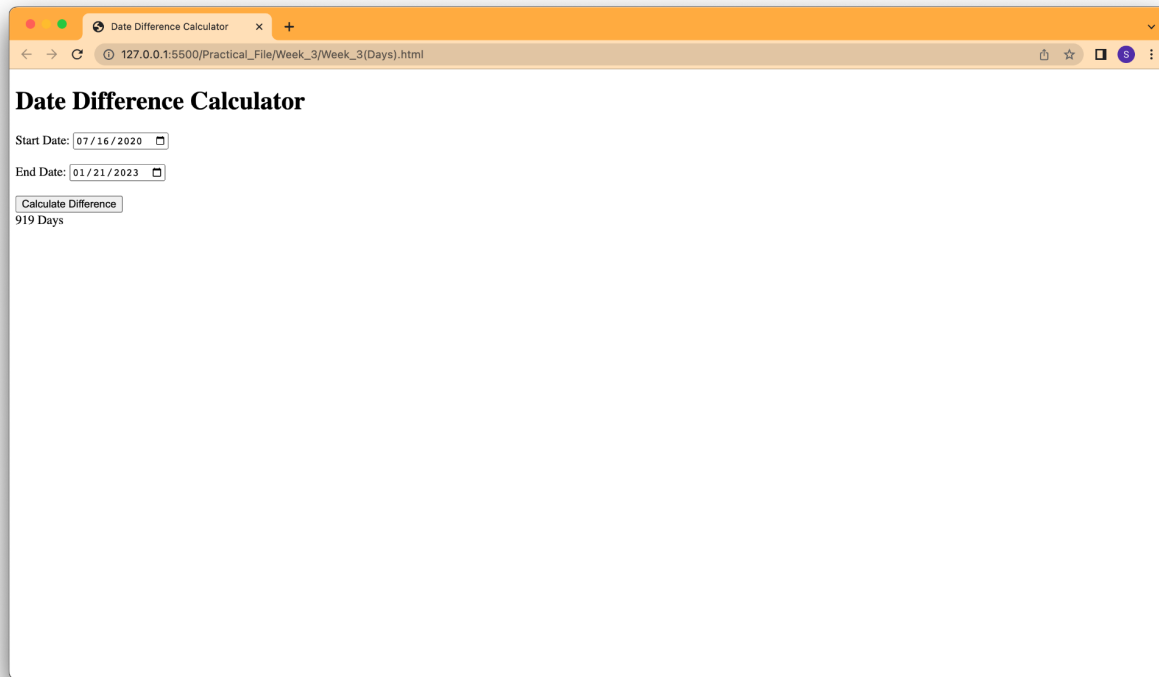 Date Difference Calculator
127.0.0.1:5500/Practical_File/Week_3/Week_3(Days).html
S
Date Difference Calculator
Start Date: 07/16/2020
End Date: 01/21/2023
Calculate Difference
919 Days